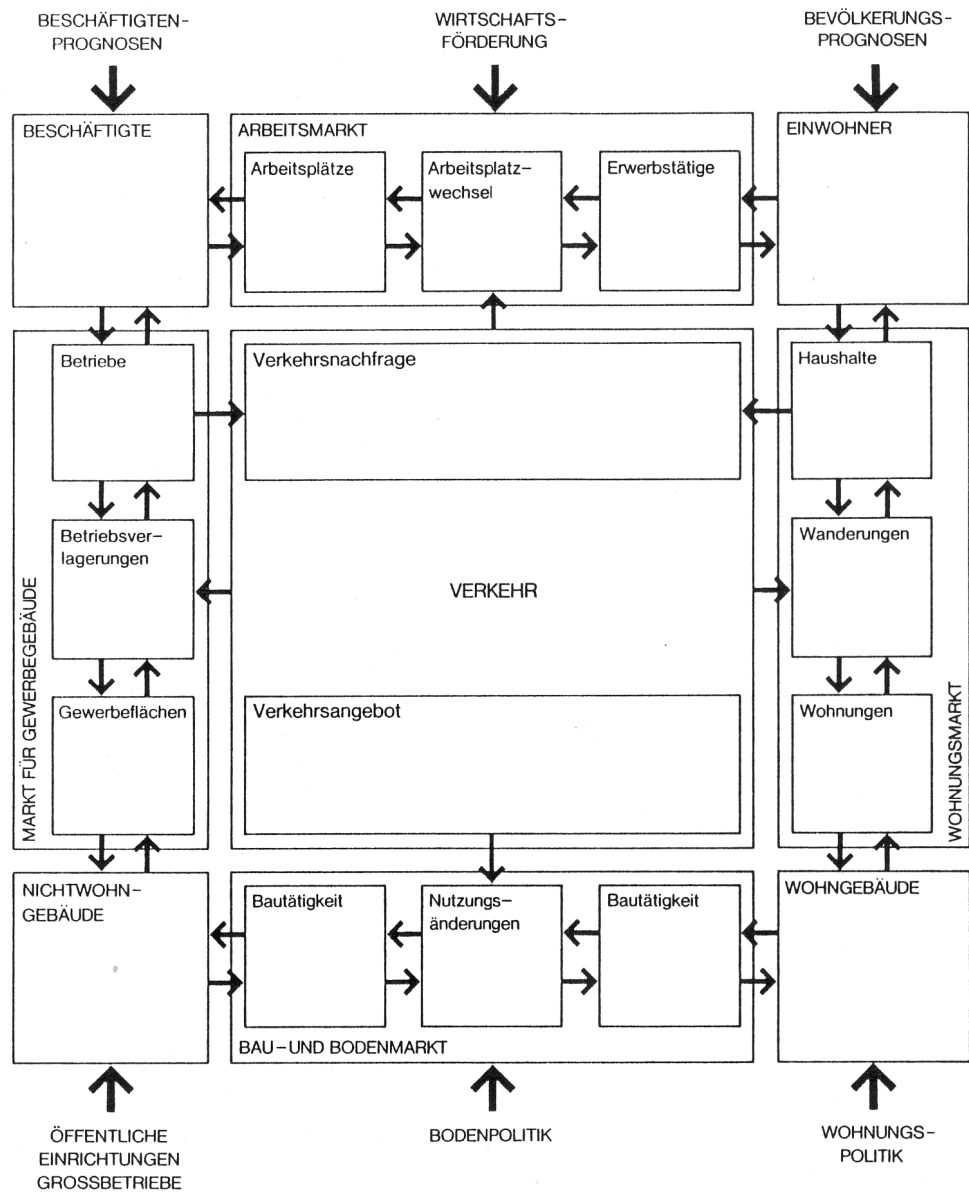 BESCHÄFTIGTEN-
PROGNOSEN
WIRTSCHAFTS-
FÖRDERUNG
BEVÖLKERUNGS-
PROGNOSEN
BESCHÄFTIGTE
ARBEITSMARKT
Arbeitsplätze
Arbeitsplatz-
wechsel
Erwerbstätige
EINWOHNER
MARKT FÜR GEWERBEGEBÄUDE
Betriebe
Betriebsver-
lagerungen
Gewerbeflächen
Verkehrsnachfrage
VERKEHR
Verkehrsangebot
Haushalte
Wanderungen
Wohnungen
WOHNUNGSMARKT
NICHTWOHN-
GEBÄUDE
Bautätigkeit
Nutzungs-
änderungen
Bautätigkeit
BAU-UND BODENMARKT
WOHNGEBÄUDE
ÖFFENTLICHE
EINRICHTUNGEN
GROSSBETRIEBE
BODENPOLITIK
WOHNUNGS-
POLITIK